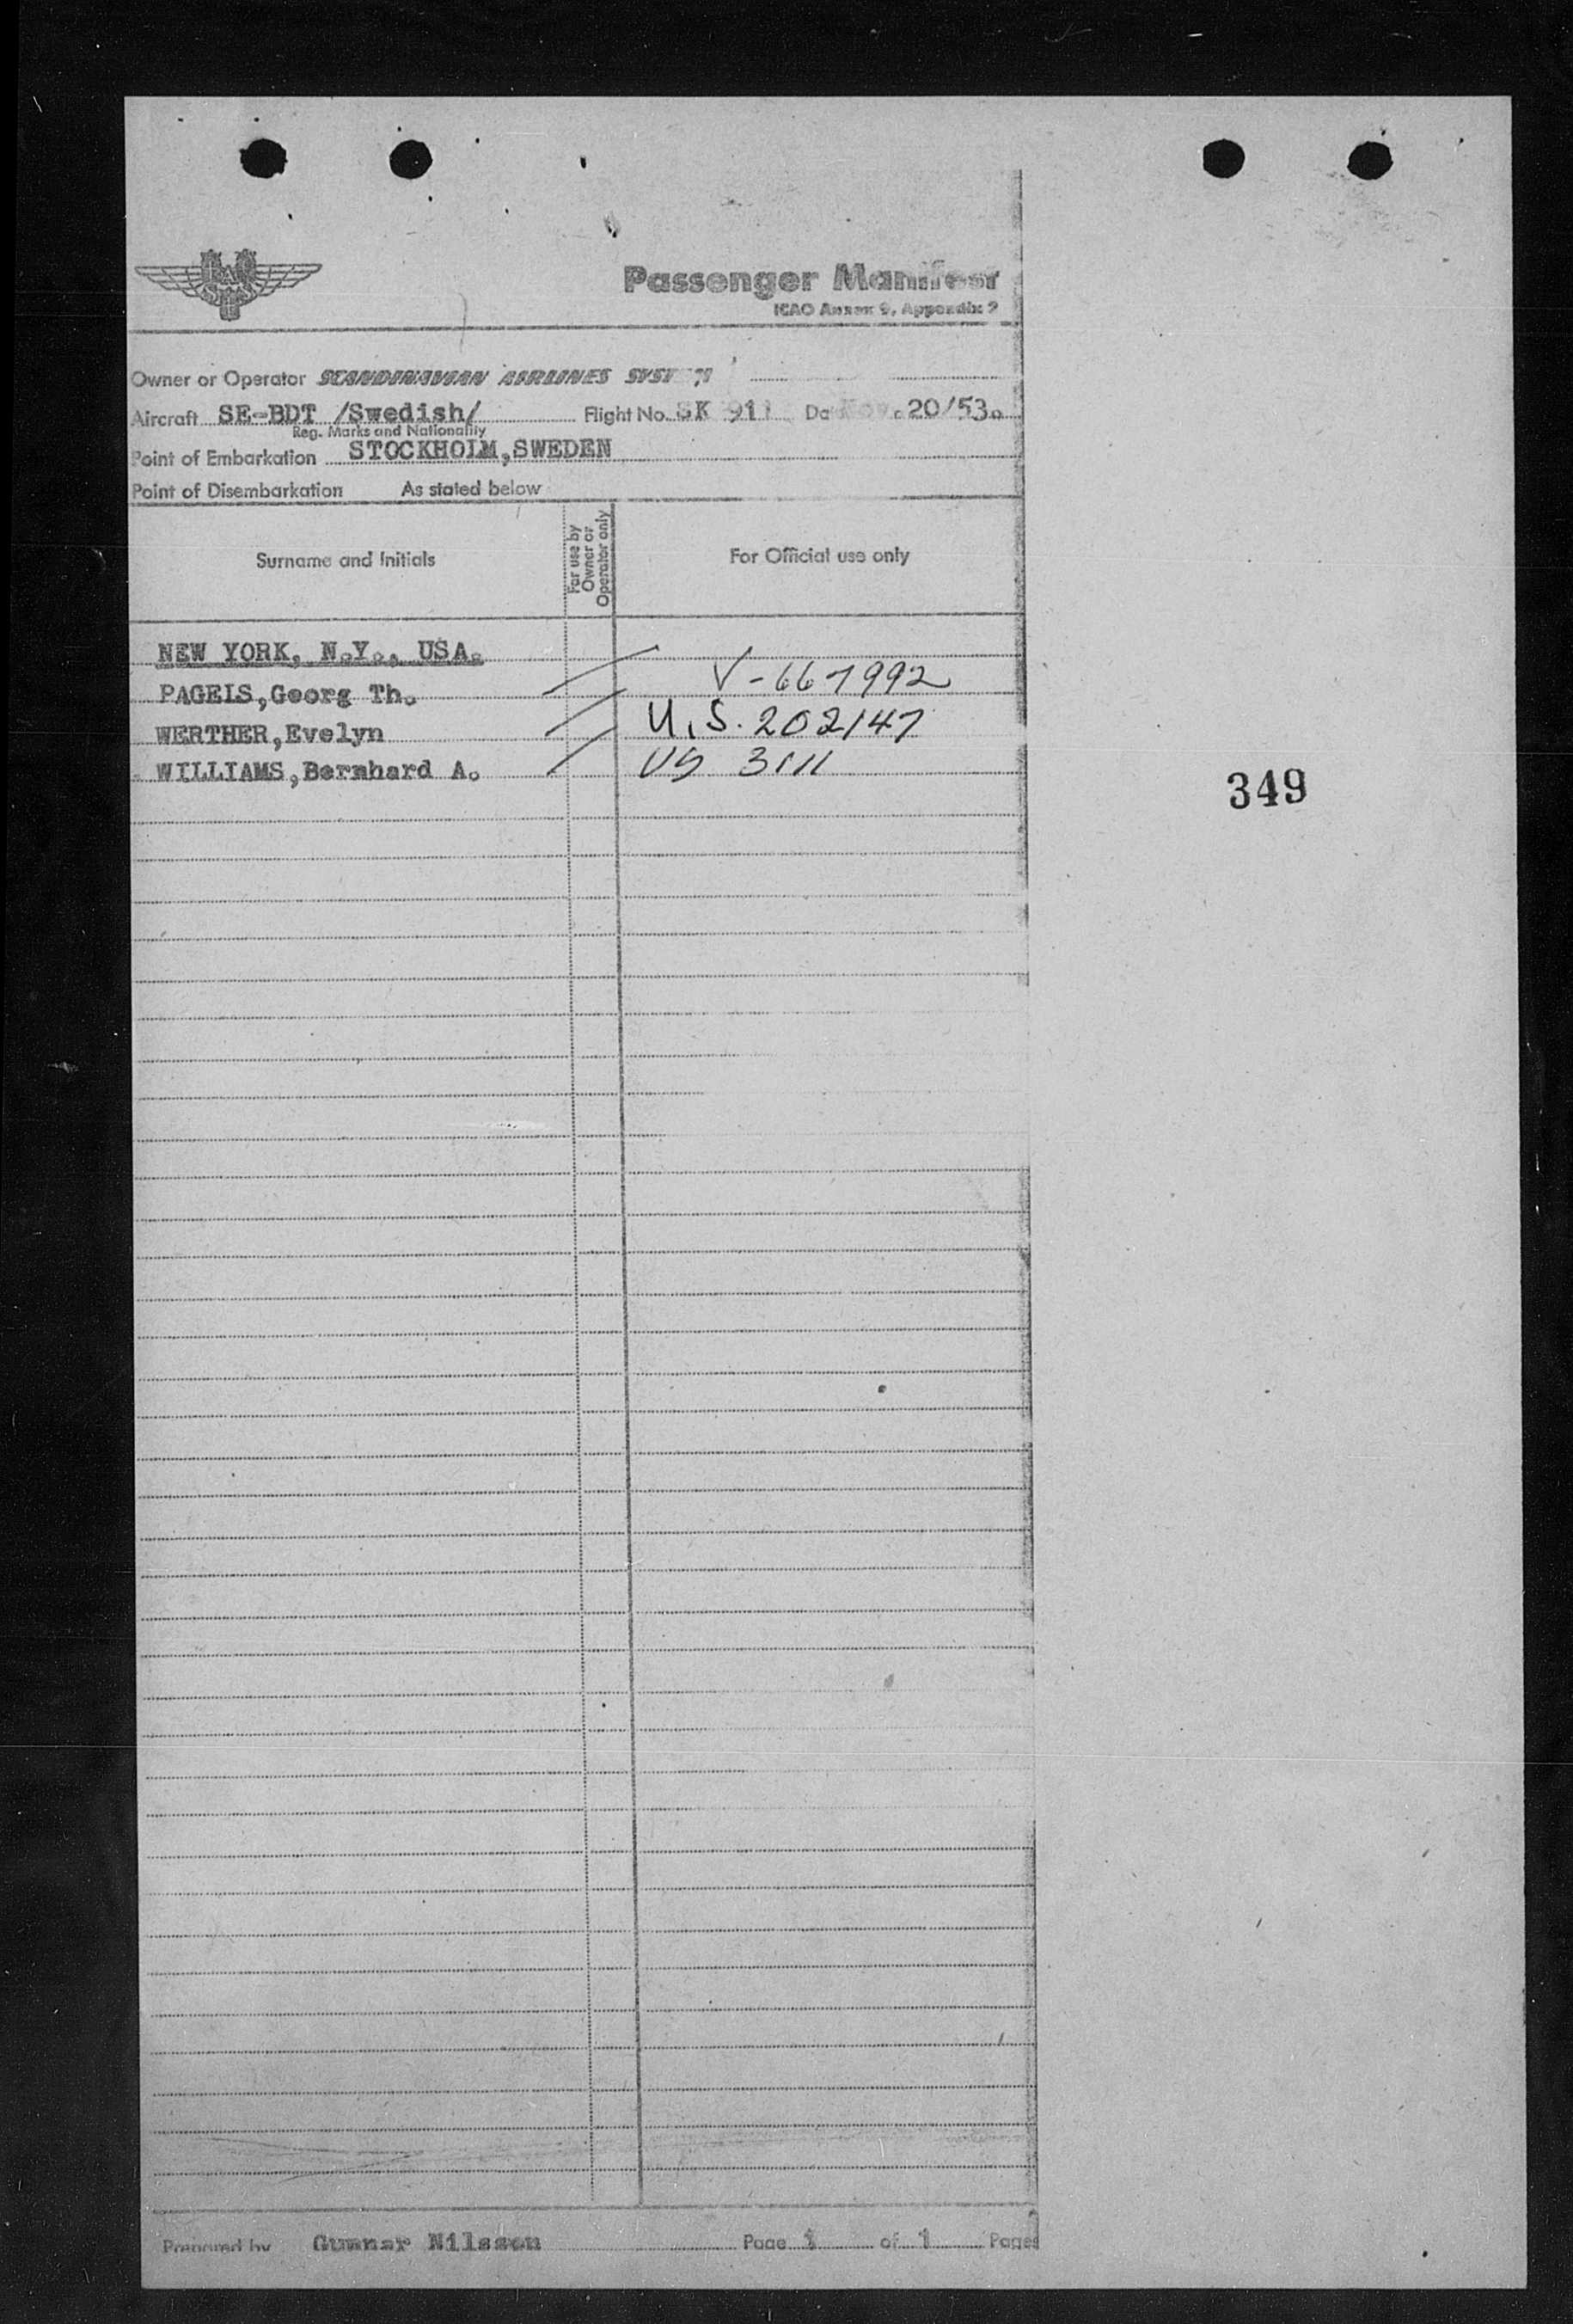 SAS
Passenger Manifest
ICAO Annex 9, Appendix 2
Owner or Operator SCANDINAVIAN AIRLINES SYSTEM
Aircraft SE-BDT /Swedish/ Flight No. SK 911 Da Nov. 20/53.
Reg. Marks and Nationality
Point of Embarkation STOCKHOLM,SWEDEN
Point of Disembarkation As stated below
Surname and Initials
For use by
Owner or
Operator only
For Official use only
NEW YORK, N.Y., USA.
PAGELS,Georg Th. V-661992
WERTHER,Evelyn U.S. 202147
WILLIAMS,Bernhard A. US 3111
349
Prepared by Gunnar Nilsson Page 1 of 1 Pages